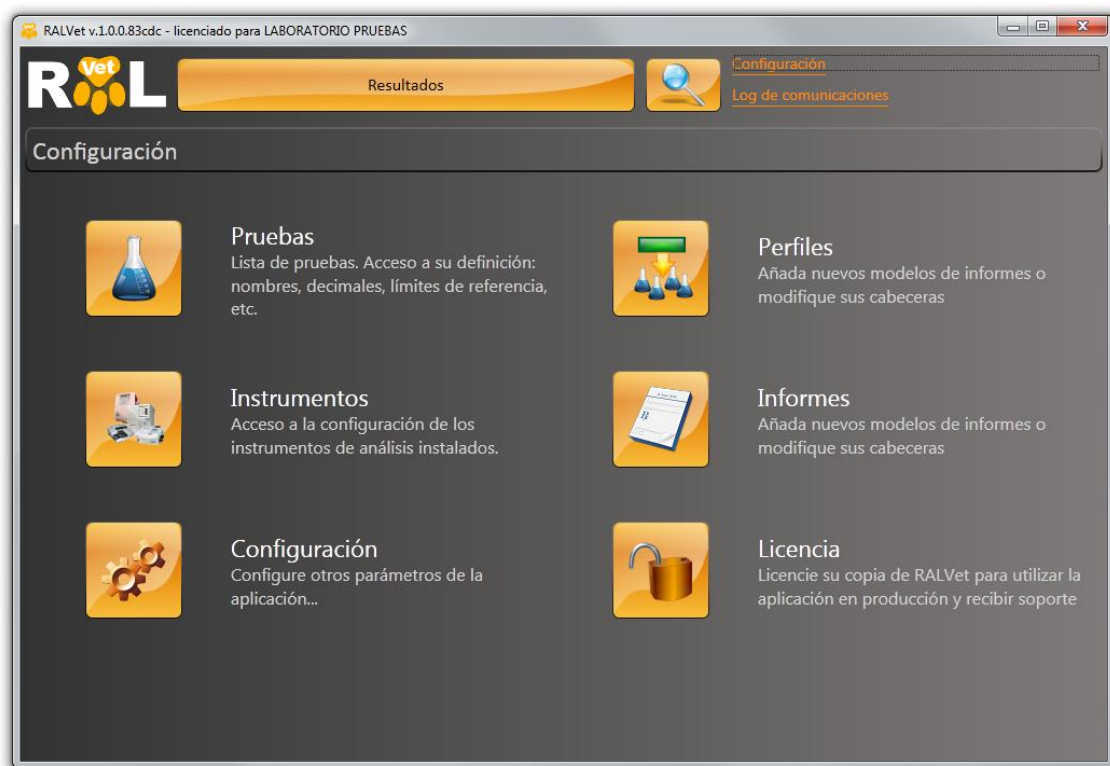 RALVet v.1.0.0.83cdc - licenciado para LABORATORIO PRUEBAS
RAL
Vet
Resultados
Configuración
Log de comunicaciones
Configuración
Pruebas
Lista de pruebas. Acceso a su definición:
nombres, decimales, límites de referencia,
etc.
Perfiles
Añada nuevos modelos de informes o
modifique sus cabeceras
Instrumentos
Acceso a la configuración de los
instrumentos de análisis instalados.
Informes
Añada nuevos modelos de informes o
modifique sus cabeceras
Configuración
Configure otros parámetros de la
aplicación...
Licencia
Licencie su copia de RALVet para utilizar la
aplicación en producción y recibir soporte